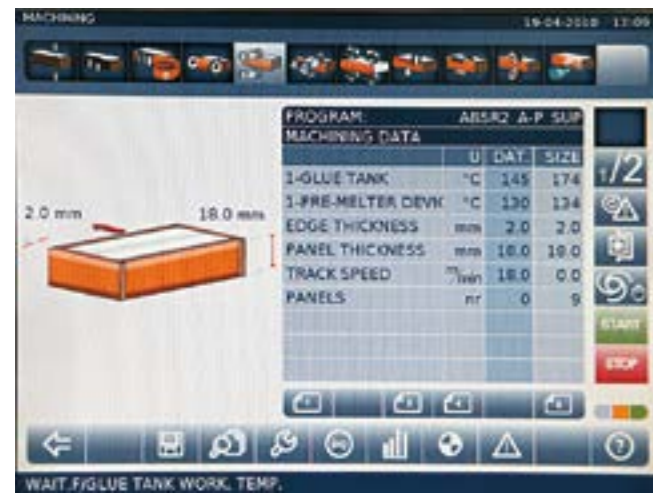 MACHINING 19-04-2018 13:09
PROGRAM: ABSR2 A-P SUP
MACHINING DATA
U DAT. SIZE
1-GLUE TANK °C 145 174
1-PRE-MELTER DEVK °C 130 134
EDGE THICKNESS mm 2.0 2.0
PANEL THICKNESS mm 18.0 18.0
TRACK SPEED m/min 18.0 0.0
PANELS nr 0 9
2.0 mm 18.0 mm
1/2
START
STOP
WAIT.F/GLUE TANK WORK. TEMP.